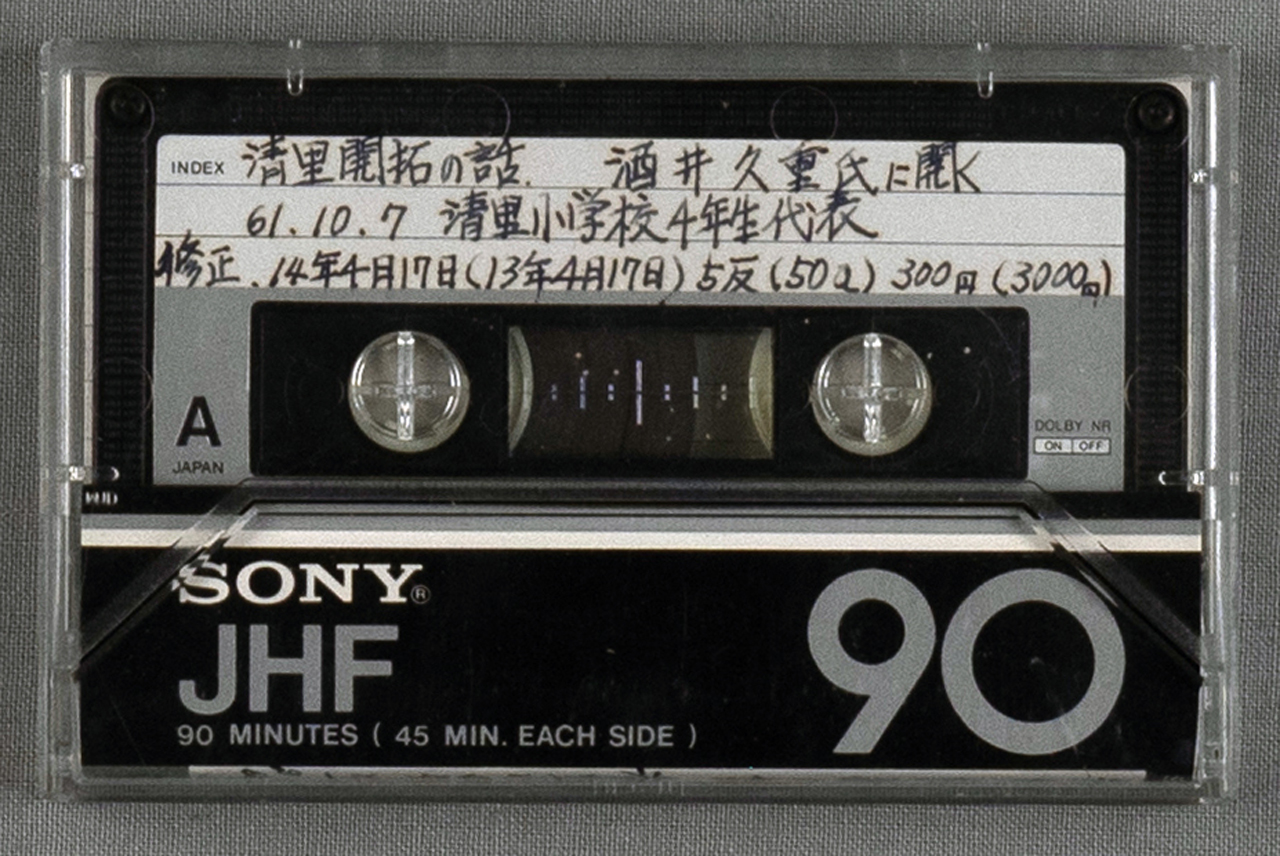 INDEX 清里開拓の話. 酒井久重氏に聞く
61.10.7 清里小学校4年生代表
修正.14年4月17日(13年4月17日)5反(50a)300円(3000円)
A
JAPAN
DOLBY NR
ON OFF
SONY®
JHF
90
90 MINUTES ( 45 MIN. EACH SIDE )